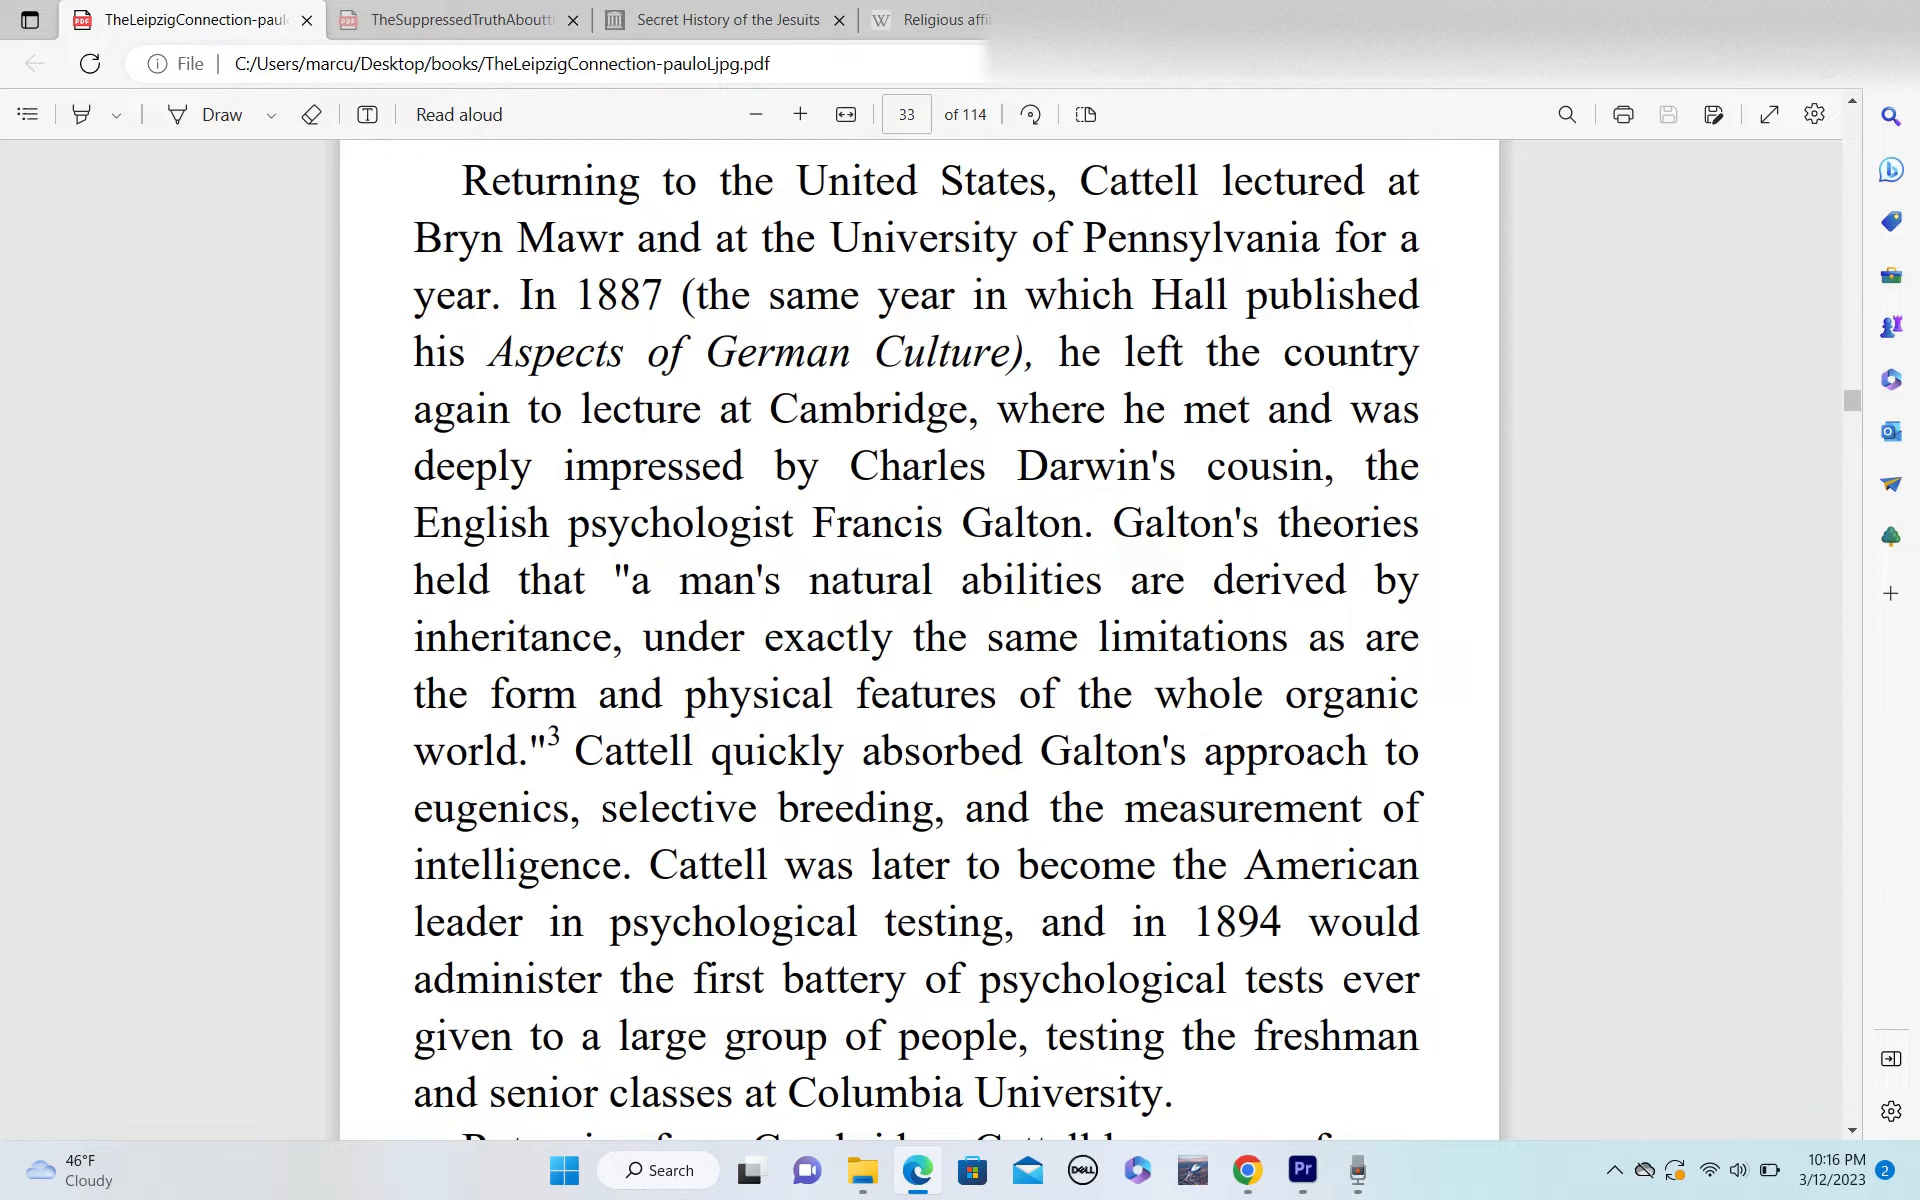 TheLeipzigConnection-paul
TheSuppressedTruthAboutt
Secret History of the Jesuits
W Religious affi
File C:/Users/marcu/Desktop/books/TheLeipzigConnection-pauloLjpg.pdf
Draw T Read aloud 33 of 114
Returning to the United States, Cattell lectured at
Bryn Mawr and at the University of Pennsylvania for a
year. In 1887 (the same year in which Hall published
his Aspects of German Culture), he left the country
again to lecture at Cambridge, where he met and was
deeply impressed by Charles Darwin's cousin, the
English psychologist Francis Galton. Galton's theories
held that "a man's natural abilities are derived by
inheritance, under exactly the same limitations as are
the form and physical features of the whole organic
world."3 Cattell quickly absorbed Galton's approach to
eugenics, selective breeding, and the measurement of
intelligence. Cattell was later to become the American
leader in psychological testing, and in 1894 would
administer the first battery of psychological tests ever
given to a large group of people, testing the freshman
and senior classes at Columbia University.
46°F
Cloudy
Search
DELL
Pr
10:16 PM
3/12/2023
2